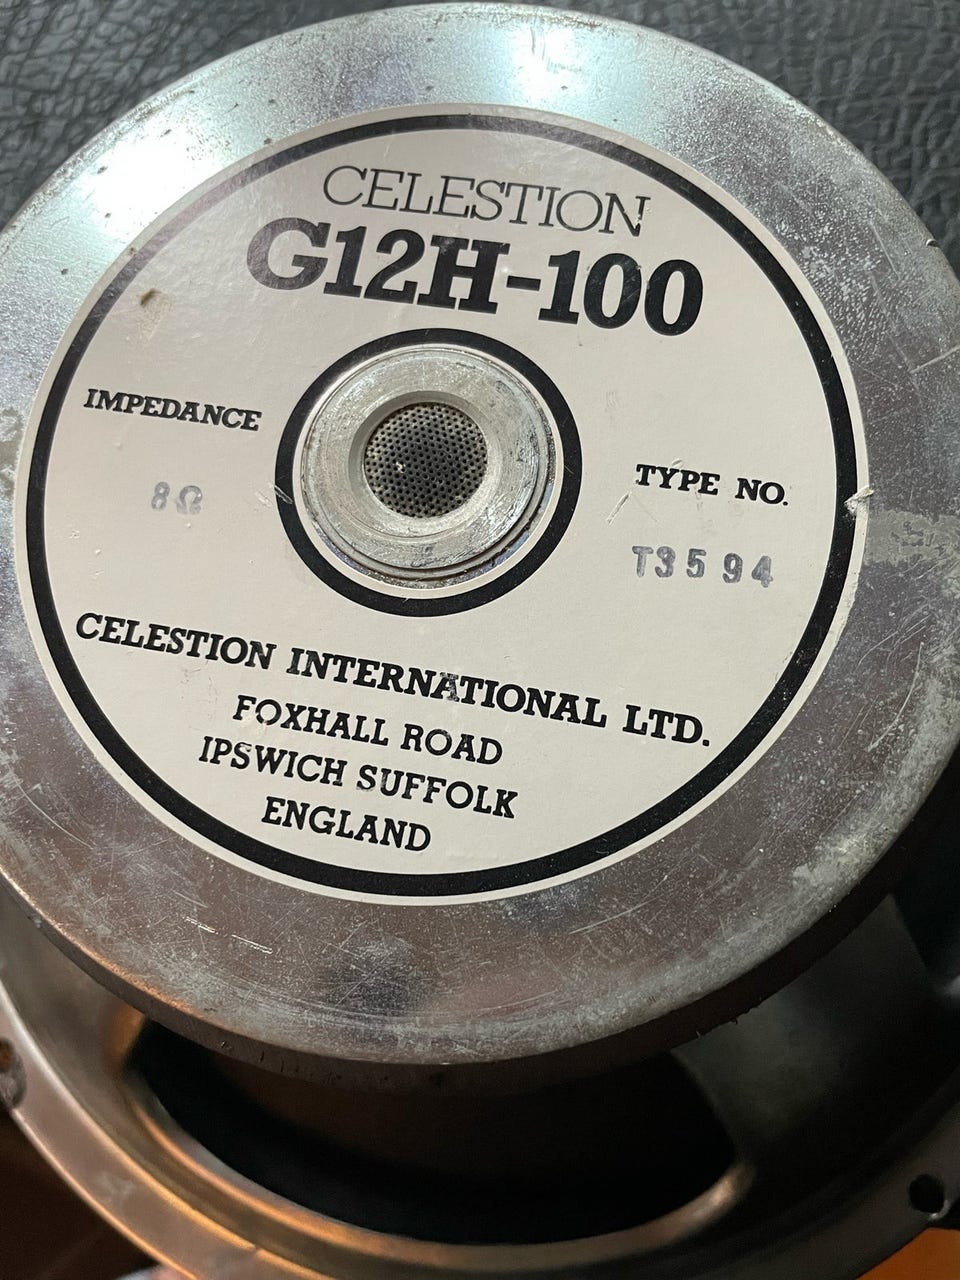 CELESTION
G12H-100
IMPEDANCE
8Ω
TYPE NO.
T3594
CELESTION INTERNATIONAL LTD.
FOXHALL ROAD
IPSWICH SUFFOLK
ENGLAND